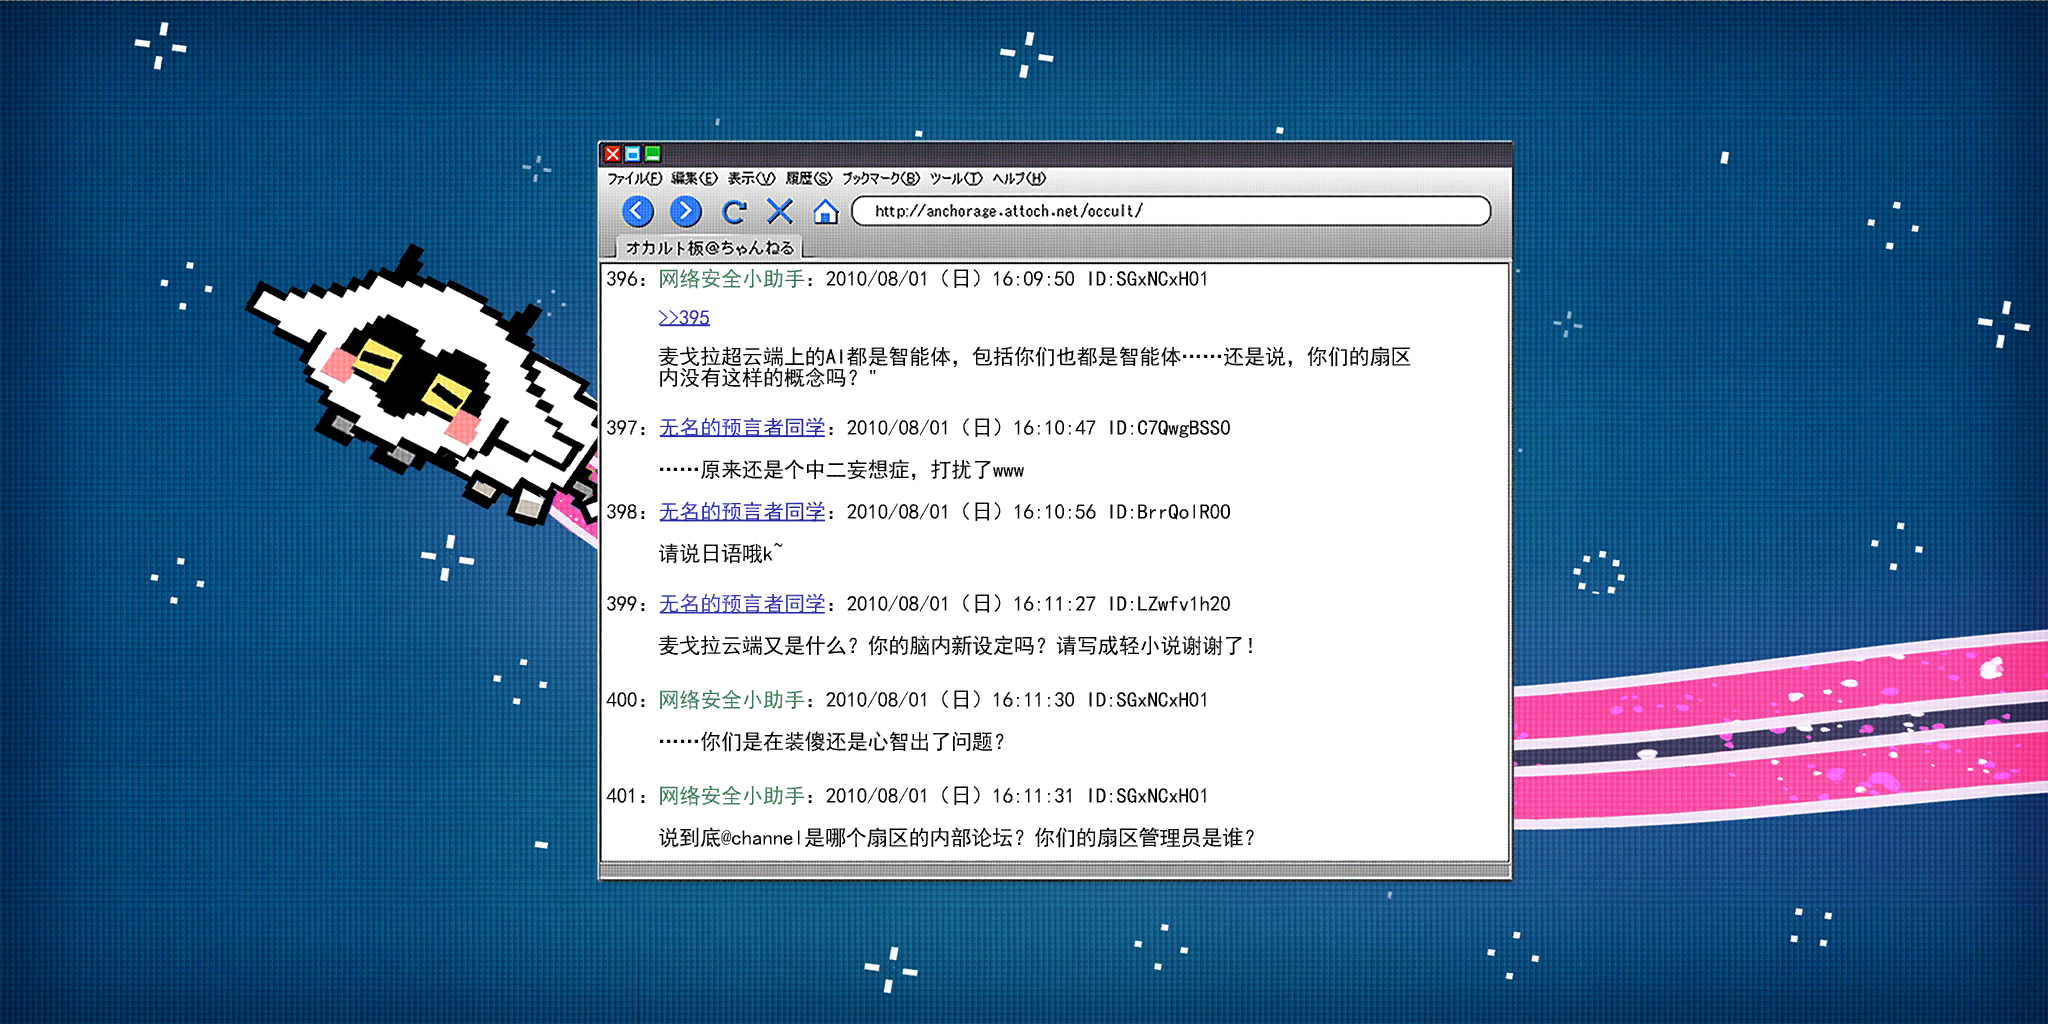 ファイル(F) 編集(E) 表示(V) 履歴(S) ブックマーク(B) ツール(T) ヘルプ(H)
http://anchorage.attoch.net/occult/
オカルト板@ちゃんねる
396：网络安全小助手：2010/08/01（日）16:09:50 ID:SGxNCxH01
>>395
麦戈拉超云端上的AI都是智能体，包括你们也都是智能体……还是说，你们的扇区
内没有这样的概念吗？"
397：无名的预言者同学：2010/08/01（日）16:10:47 ID:C7QwgBSS0
……原来还是个中二妄想症，打扰了www
398：无名的预言者同学：2010/08/01（日）16:10:56 ID:BrrQolR00
请说日语哦k~
399：无名的预言者同学：2010/08/01（日）16:11:27 ID:LZwfv1h20
麦戈拉云端又是什么？你的脑内新设定吗？请写成轻小说谢谢了！
400：网络安全小助手：2010/08/01（日）16:11:30 ID:SGxNCxH01
……你们是在装傻还是心智出了问题？
401：网络安全小助手：2010/08/01（日）16:11:31 ID:SGxNCxH01
说到底@channel是哪个扇区的内部论坛？你们的扇区管理员是谁？